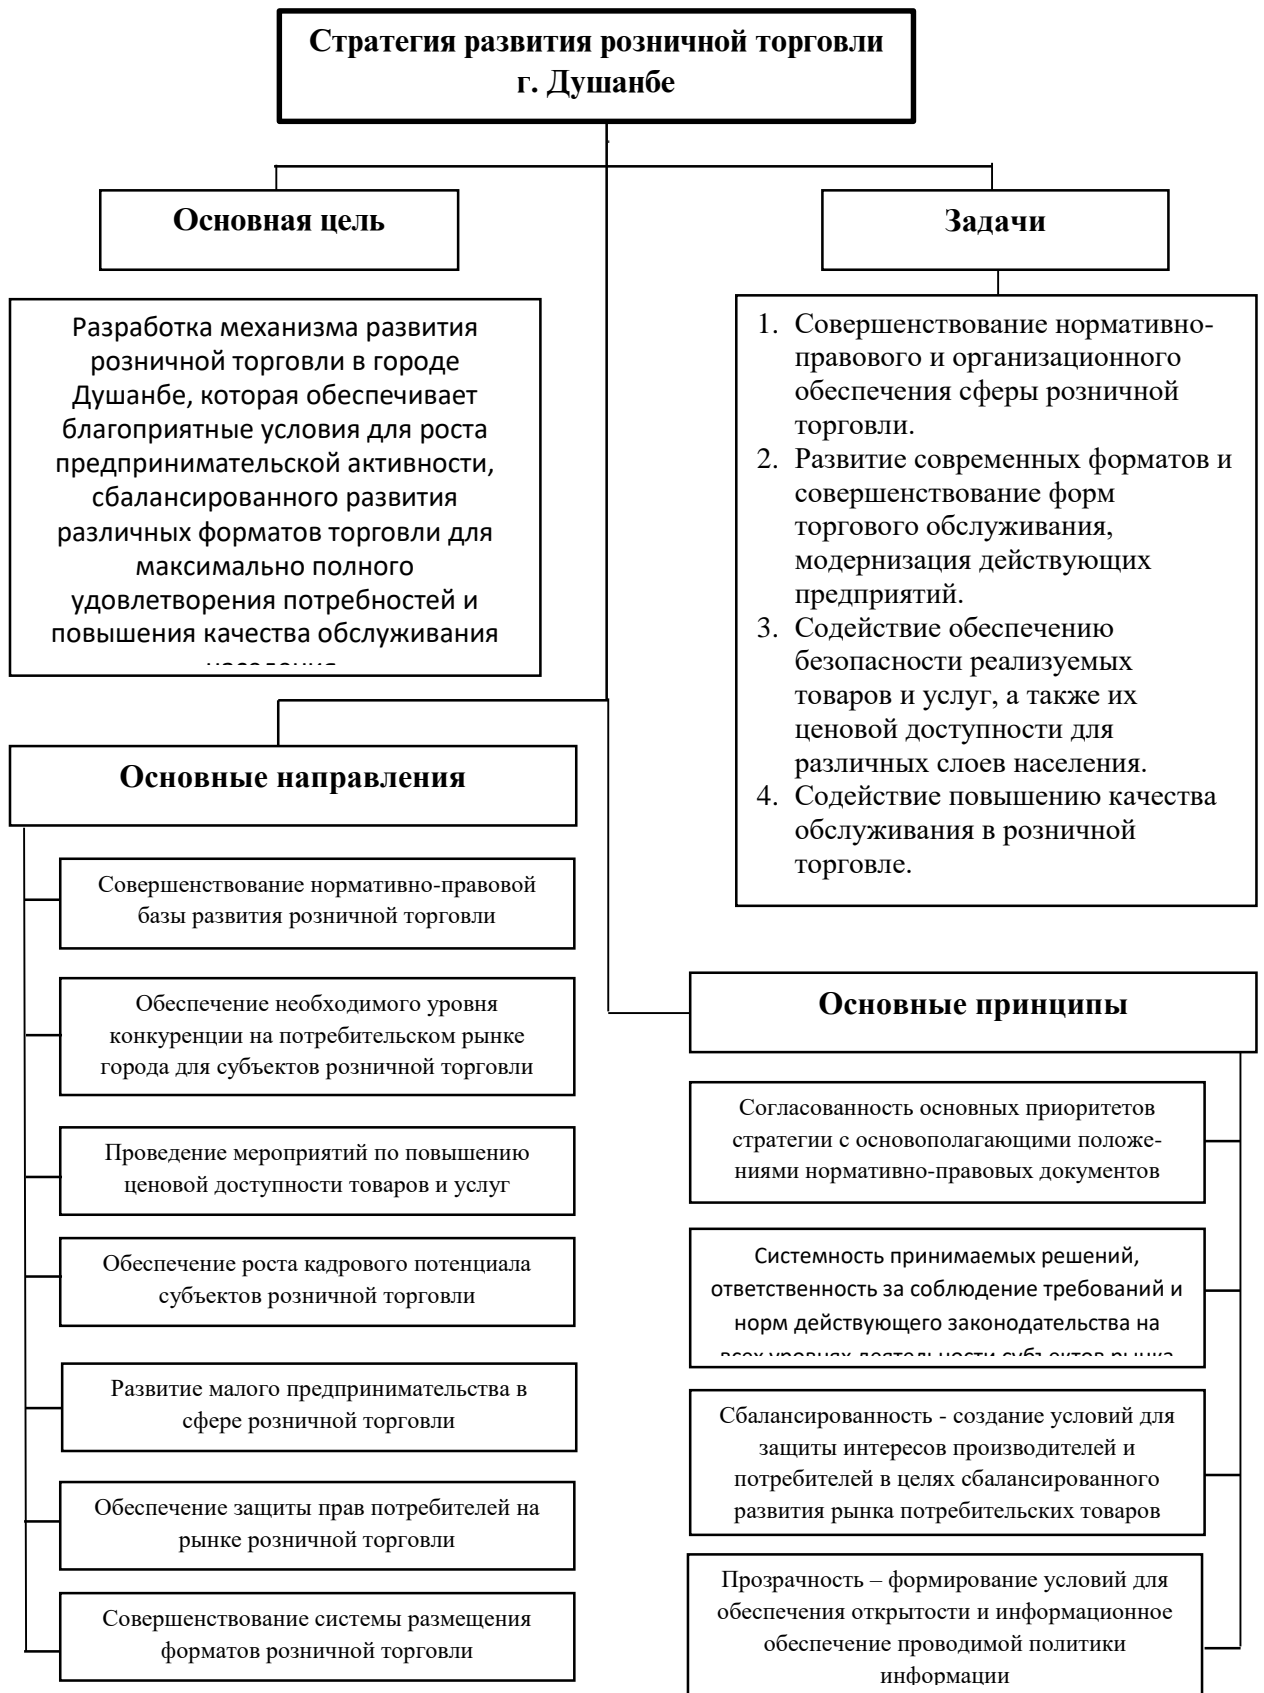 Стратегия развития розничной торговли
г. Душанбе
Основная цель
Задачи
Разработка механизма развития
розничной торговли в городе
Душанбе, которая обеспечивает
благоприятные условия для роста
предпринимательской активности,
сбалансированного развития
различных форматов торговли для
максимально полного
удовлетворения потребностей и
повышения качества обслуживания
населения
1. Совершенствование нормативно-
правового и организационного
обеспечения сферы розничной
торговли.
2. Развитие современных форматов и
совершенствование форм
торгового обслуживания,
модернизация действующих
предприятий.
3. Содействие обеспечению
безопасности реализуемых
товаров и услуг, а также их
ценовой доступности для
различных слоев населения.
4. Содействие повышению качества
обслуживания в розничной
торговле.
Основные направления
Совершенствование нормативно-правовой
базы развития розничной торговли
Обеспечение необходимого уровня
конкуренции на потребительском рынке
города для субъектов розничной торговли
Проведение мероприятий по повышению
ценовой доступности товаров и услуг
Обеспечение роста кадрового потенциала
субъектов розничной торговли
Развитие малого предпринимательства в
сфере розничной торговли
Обеспечение защиты прав потребителей на
рынке розничной торговли
Совершенствование системы размещения
форматов розничной торговли
Основные принципы
Согласованность основных приоритетов
стратегии с основополагающими положе-
ниями нормативно-правовых документов
Системность принимаемых решений,
ответственность за соблюдение требований и
норм действующего законодательства на
всех уровнях деятельности субъектов рынка
Сбалансированность - создание условий для
защиты интересов производителей и
потребителей в целях сбалансированного
развития рынка потребительских товаров
Прозрачность – формирование условий для
обеспечения открытости и информационное
обеспечение проводимой политики
информации